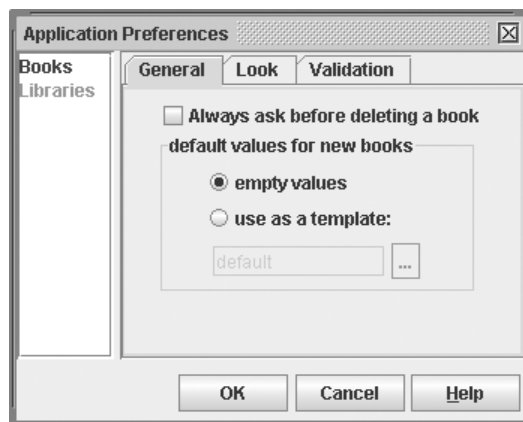 Application Preferences
Books
Libraries
General Look Validation
Always ask before deleting a book
default values for new books
empty values
use as a template:
default ...
OK Cancel Help